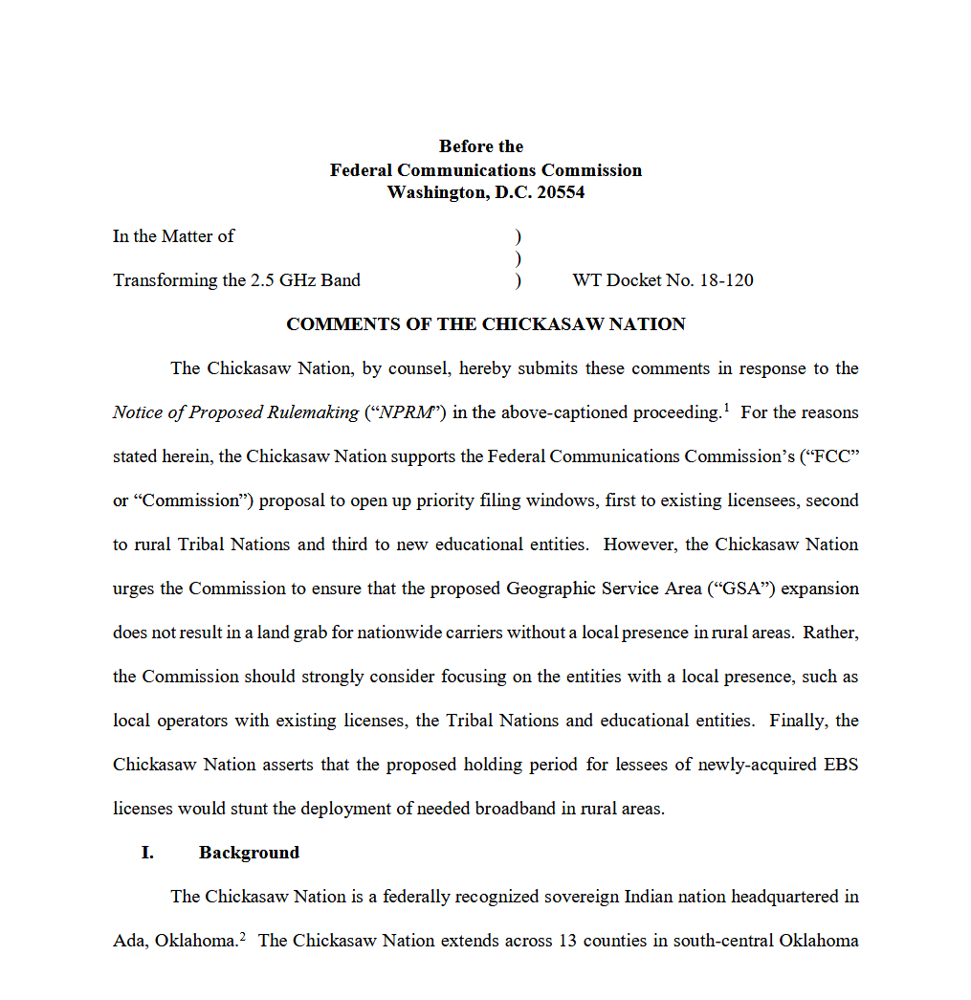 Before the
Federal Communications Commission
Washington, D.C. 20554
In the Matter of )
)
Transforming the 2.5 GHz Band ) WT Docket No. 18-120
COMMENTS OF THE CHICKASAW NATION
The Chickasaw Nation, by counsel, hereby submits these comments in response to the
Notice of Proposed Rulemaking (“NPRM”) in the above-captioned proceeding.1 For the reasons
stated herein, the Chickasaw Nation supports the Federal Communications Commission’s (“FCC”
or “Commission”) proposal to open up priority filing windows, first to existing licensees, second
to rural Tribal Nations and third to new educational entities. However, the Chickasaw Nation
urges the Commission to ensure that the proposed Geographic Service Area (“GSA”) expansion
does not result in a land grab for nationwide carriers without a local presence in rural areas. Rather,
the Commission should strongly consider focusing on the entities with a local presence, such as
local operators with existing licenses, the Tribal Nations and educational entities. Finally, the
Chickasaw Nation asserts that the proposed holding period for lessees of newly-acquired EBS
licenses would stunt the deployment of needed broadband in rural areas.
I. Background
The Chickasaw Nation is a federally recognized sovereign Indian nation headquartered in
Ada, Oklahoma.2 The Chickasaw Nation extends across 13 counties in south-central Oklahoma